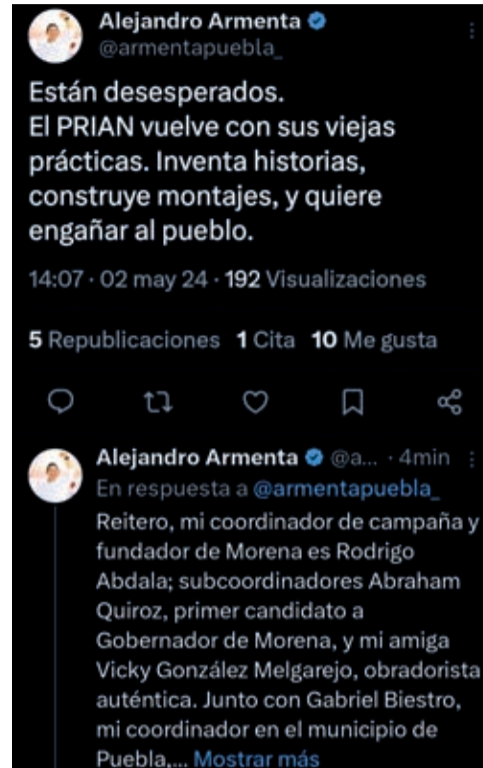 Alejandro Armenta
@armentapuebla_
Están desesperados.
El PRIAN vuelve con sus viejas
prácticas. Inventa historias,
construye montajes, y quiere
engañar al pueblo.
14:07 · 02 may 24 · 192 Visualizaciones
5 Republicaciones 1 Cita 10 Me gusta
Alejandro Armenta @a... · 4min
En respuesta a @armentapuebla_
Reitero, mi coordinador de campaña y
fundador de Morena es Rodrigo
Abdala; subcoordinadores Abraham
Quiroz, primer candidato a
Gobernador de Morena, y mi amiga
Vicky González Melgarejo, obradorista
auténtica. Junto con Gabriel Biestro,
mi coordinador en el municipio de
Puebla,... Mostrar más